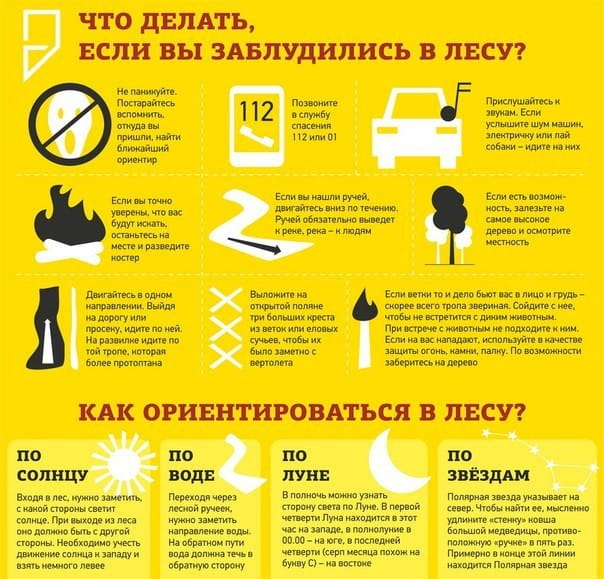 ЧТО ДЕЛАТЬ,
ЕСЛИ ВЫ ЗАБЛУДИЛИСЬ В ЛЕСУ?
Не паникуйте.
Постарайтесь
вспомнить,
откуда вы
пришли, найти
ближайший
ориентир
112
Позвоните
в службу
спасения
112 или 01
Прислушайтесь к
звукам. Если
услышите шум машин,
электричку или лай
собаки – идите на них
Если вы точно
уверены, что вас
будут искать,
останьтесь на
месте и разведите
костер
Если вы нашли ручей,
двигайтесь вниз по течению.
Ручей обязательно выведет
к реке, река – к людям
Если есть возмож-
ность, залезьте на
самое высокое
дерево и осмотрите
местность
Двигайтесь в одном
направлении. Выйдя
на дорогу или
просеку, идите по ней.
На развилке идите по
той тропе, которая
более протоптана
Выложите на
открытой поляне
три больших креста
из веток или еловых
сучьев, чтобы их
было заметно с
вертолета
Если ветки то и дело бьют вас в лицо и грудь –
скорее всего тропа звериная. Сойдите с нее,
чтобы не встретится с диким животным.
При встрече с животным не подходите к ним.
Если на вас нападают, используйте в качестве
защиты огонь, камни, палку. По возможности
заберитесь на дерево
КАК ОРИЕНТИРОВАТЬСЯ В ЛЕСУ?
ПО
СОЛНЦУ
Входя в лес, нужно заметить,
с какой стороны светит
солнце. При выходе из леса
оно должно быть с другой
стороны. Необходимо учесть
движение солнца к западу и
взять немного левее
ПО
ВОДЕ
Переходя через
лесной ручеек,
нужно заметить
направление воды.
На обратном пути
вода должна течь в
обратную сторону
ПО
ЛУНЕ
В полночь можно узнать
сторону света по Луне. В первой
четверти Луна находится в этот
час на западе, в полнолуние в
00.00 – на юге, в последней
четверти (серп месяца похож на
букву С) – на востоке
ПО
ЗВЁЗДАМ
Полярная звезда указывает на
север. Чтобы найти ее, мысленно
удлините «стенку» ковша
большой медведицы, противо-
положную «ручке» в пять раз.
Примерно в конце этой линии
находится Полярная звезда